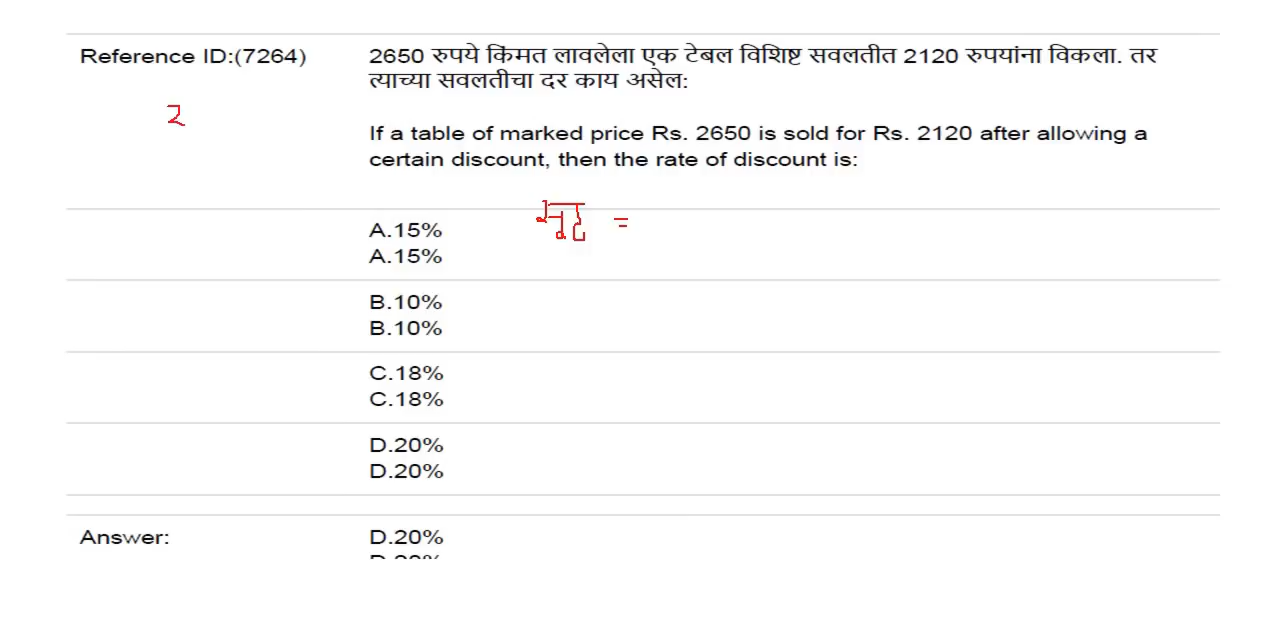 Reference ID:(7264)
2650 रुपये किंमत लावलेला एक टेबल विशिष्ट सवलतीत 2120 रुपयांना विकला. तर
त्याच्या सवलतीचा दर काय असेल:
2
If a table of marked price Rs. 2650 is sold for Rs. 2120 after allowing a
certain discount, then the rate of discount is:
=
A.15%
A.15%
B.10%
B.10%
C.18%
C.18%
D.20%
D.20%
Answer:
D.20%
D.20%